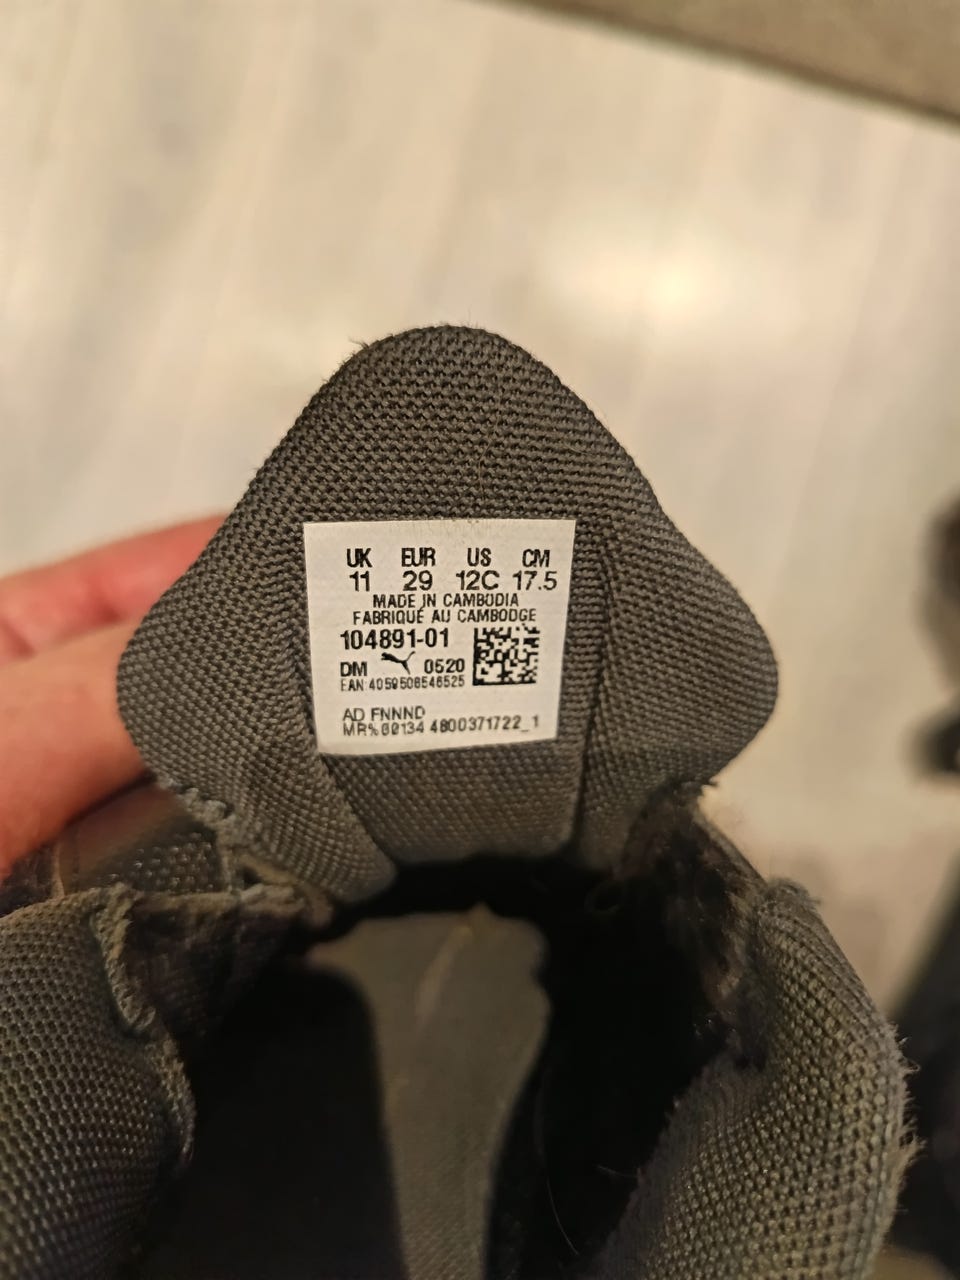 UK EUR US CM
11 29 12C 17.5
MADE IN CAMBODIA
FABRIQUÉ AU CAMBODGE
104891-01
DM 0520
EAN:4059506546525
AD FNNND
MR%00134 4800371722_1